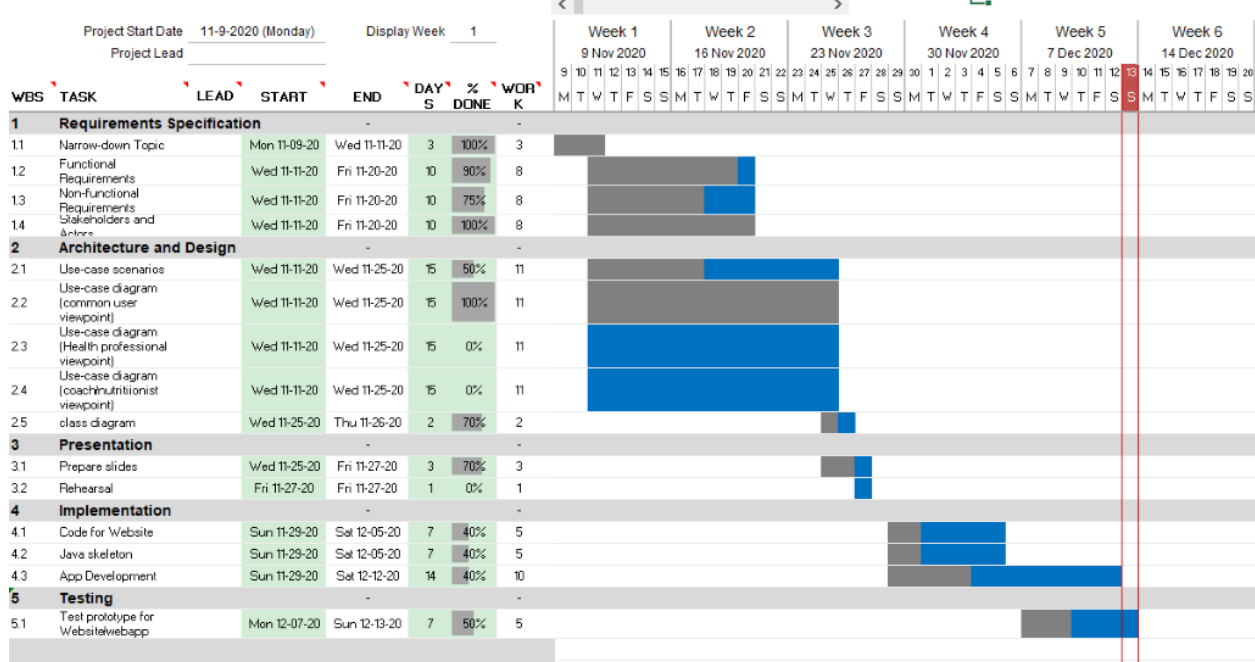 Project Start Date 11-9-2020 (Monday) Display Week 1 Week 1 Week 2 Week 3 Week 4 Week 5 Week 6
Project Lead 9 Nov 2020 16 Nov 2020 23 Nov 2020 30 Nov 2020 7 Dec 2020 14 Dec 2020
9 10 11 12 13 14 15 16 17 18 19 20 21 22 23 24 25 26 27 28 29 30 1 2 3 4 5 6 7 8 9 10 11 12 13 14 15 16 17 18 19 20
WBS TASK LEAD START END DAYS % DONE WORK M T W T F S S M T W T F S S M T W T F S S M T W T F S S M T W T F S S M T W T F S S
1 Requirements Specification - -
1.1 Narrow-down Topic Mon 11-09-20 Wed 11-11-20 3 100% 3
1.2 Functional Requirements Wed 11-11-20 Fri 11-20-20 10 90% 8
1.3 Non-functional Requirements Wed 11-11-20 Fri 11-20-20 10 75% 8
1.4 Stakeholders and Actors Wed 11-11-20 Fri 11-20-20 10 100% 8
2 Architecture and Design - -
2.1 Use-case scenarios Wed 11-11-20 Wed 11-25-20 15 50% 11
2.2 Use-case diagram (common user viewpoint) Wed 11-11-20 Wed 11-25-20 15 100% 11
2.3 Use-case diagram (Health professional viewpoint) Wed 11-11-20 Wed 11-25-20 15 0% 11
2.4 Use-case diagram (coach/nutritiionist viewpoint) Wed 11-11-20 Wed 11-25-20 15 0% 11
2.5 class diagram Wed 11-25-20 Thu 11-26-20 2 70% 2
3 Presentation - -
3.1 Prepare slides Wed 11-25-20 Fri 11-27-20 3 70% 3
3.2 Rehearsal Fri 11-27-20 Fri 11-27-20 1 0% 1
4 Implementation - -
4.1 Code for Website Sun 11-29-20 Sat 12-05-20 7 40% 5
4.2 Java skeleton Sun 11-29-20 Sat 12-05-20 7 40% 5
4.3 App Development Sun 11-29-20 Sat 12-12-20 14 40% 10
5 Testing - -
5.1 Test prototype for Website/webapp Mon 12-07-20 Sun 12-13-20 7 50% 5